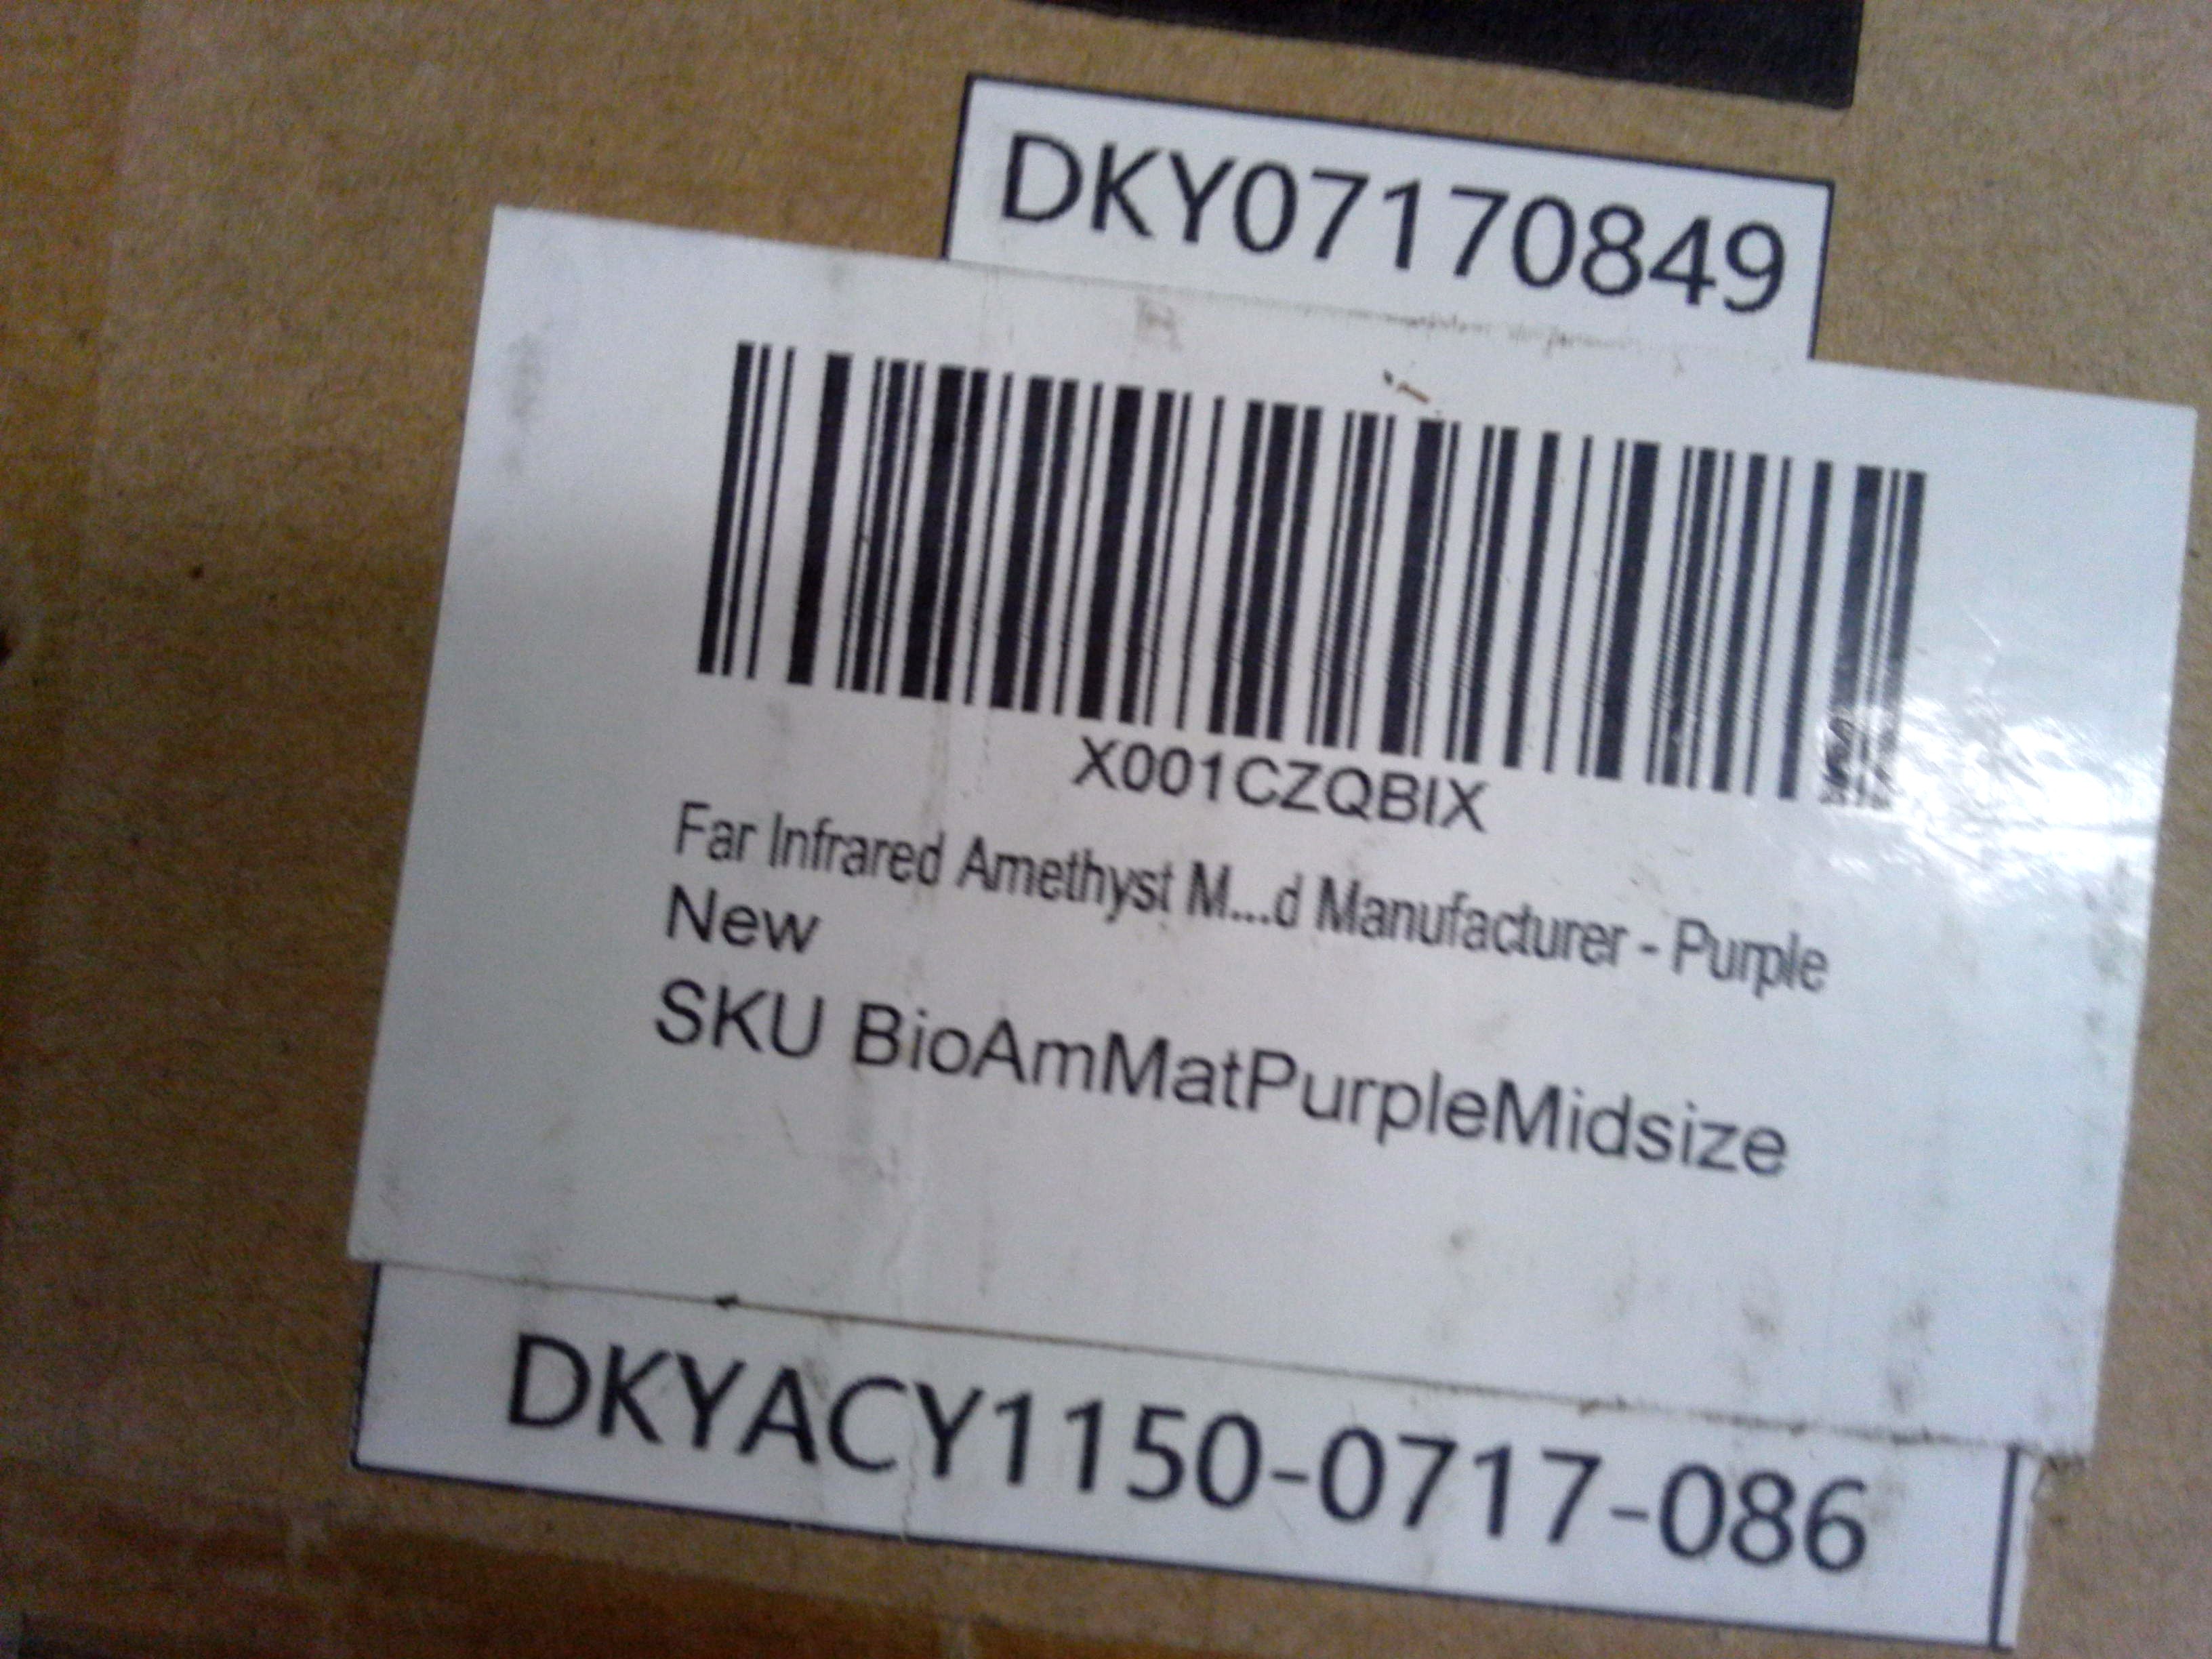 DKY07170849
X001CZQBIX
Far Infrared Amethyst M...d Manufacturer - Purple
New
SKU BioAmMatPurpleMidsize
DKYACY1150-0717-086